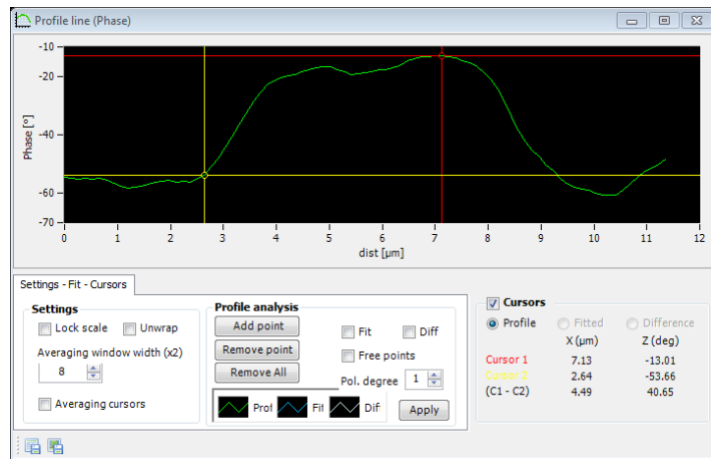 Profile line (Phase)
-10
-20
-40
-60
-70
Phase [°]
0 1 2 3 4 5 6 7 8 9 10 11 12
dist [µm]
Settings - Fit - Cursors
Settings
Lock scale Unwrap
Averaging window width (x2)
8
Averaging cursors
Profile analysis
Add point
Remove point
Remove All
Fit Diff
Free points
Pol. degree 1
Prof Fit Dif
Apply
Cursors
Profile Fitted Difference
X (µm) Z (deg)
Cursor 1 7.13 -13.01
Cursor 2 2.64 -53.66
(C1 - C2) 4.49 40.65